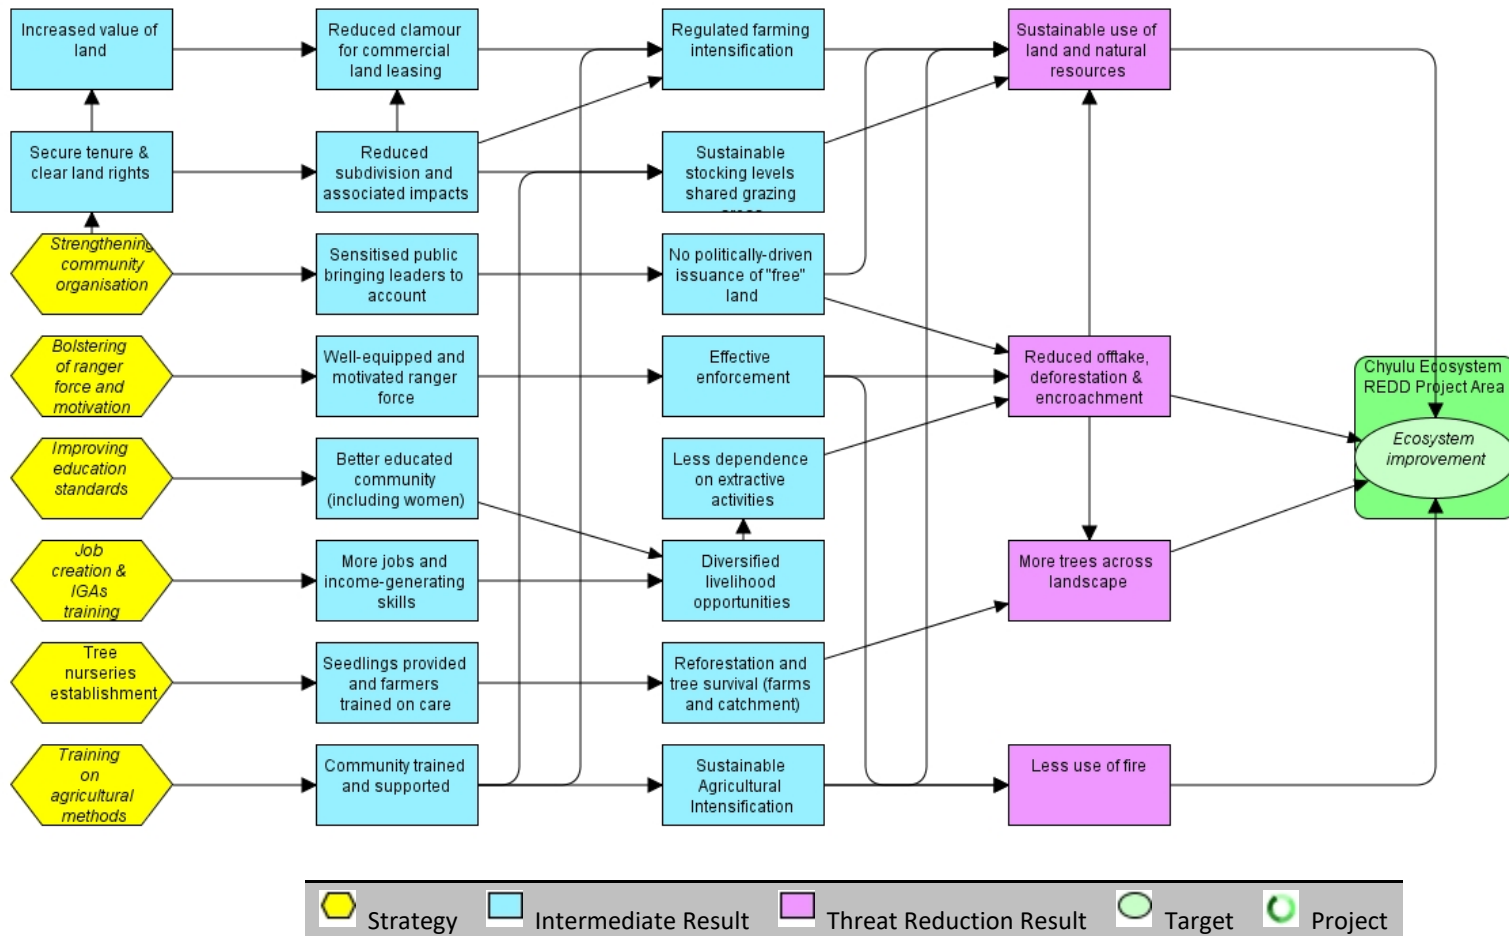 Increased value of
land
Reduced clamour
for commercial
land leasing
Regulated farming
intensification
Sustainable use of
land and natural
resources
Secure tenure &
clear land rights
Reduced
subdivision and
associated impacts
Sustainable
stocking levels
shared grazing
Strengthening
community
organisation
Sensitised public
bringing leaders to
account
No politically-driven
issuance of "free"
land
Bolstering
of ranger
force and
motivation
Well-equipped and
motivated ranger
force
Effective
enforcement
Reduced offtake,
deforestation &
encroachment
Chyulu Ecosystem
REDD Project Area
Ecosystem
improvement
Improving
education
standards
Better educated
community
(including women)
Less dependence
on extractive
activities
Job
creation &
IGAs
training
More jobs and
income-generating
skills
Diversified
livelihood
opportunities
More trees across
landscape
Tree
nurseries
establishment
Seedlings provided
and farmers
trained on care
Reforestation and
tree survival (farms
and catchment)
Training
on
agricultural
methods
Community trained
and supported
Sustainable
Agricultural
Intensification
Less use of fire
Strategy
Intermediate Result
Threat Reduction Result
Target
Project